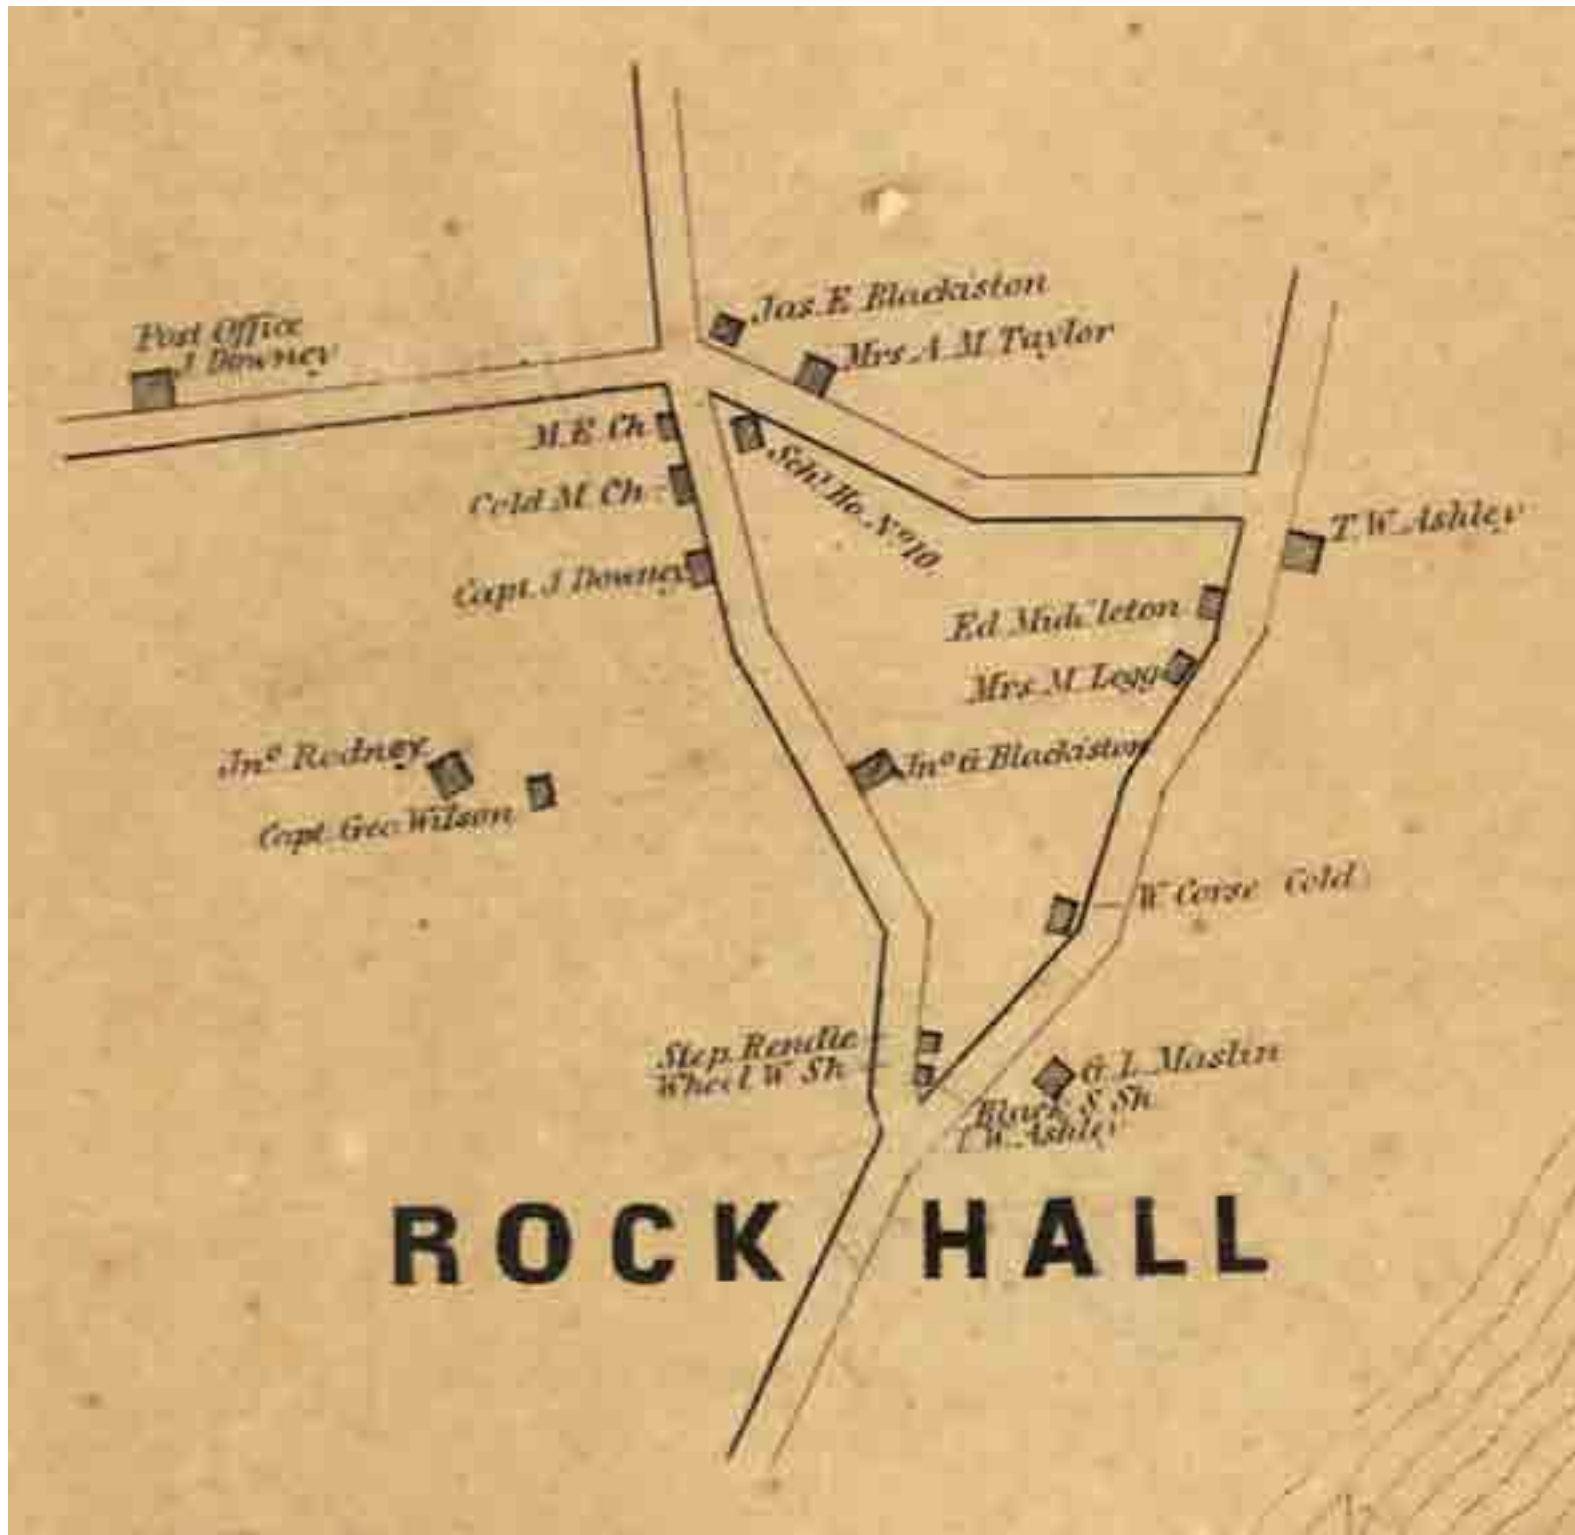 Jas. E. Blackiston
Post Office
J. Downey
Mrs. A. M. Taylor
M. E. Ch
Sch'l. Ho. Nº 10.
Cold M. Ch
T. W. Ashley
Capt. J. Downey
Ed. Middleton
Mrs. M. Legg
Jnº. Rodney
Jnº G. Blackiston
Capt. Geo. Wilson
W. Corse Cold
Step. Rendle
Wheel W. Sh
G. L. Maslin
Black S. Sh
T. W. Ashley
ROCK HALL